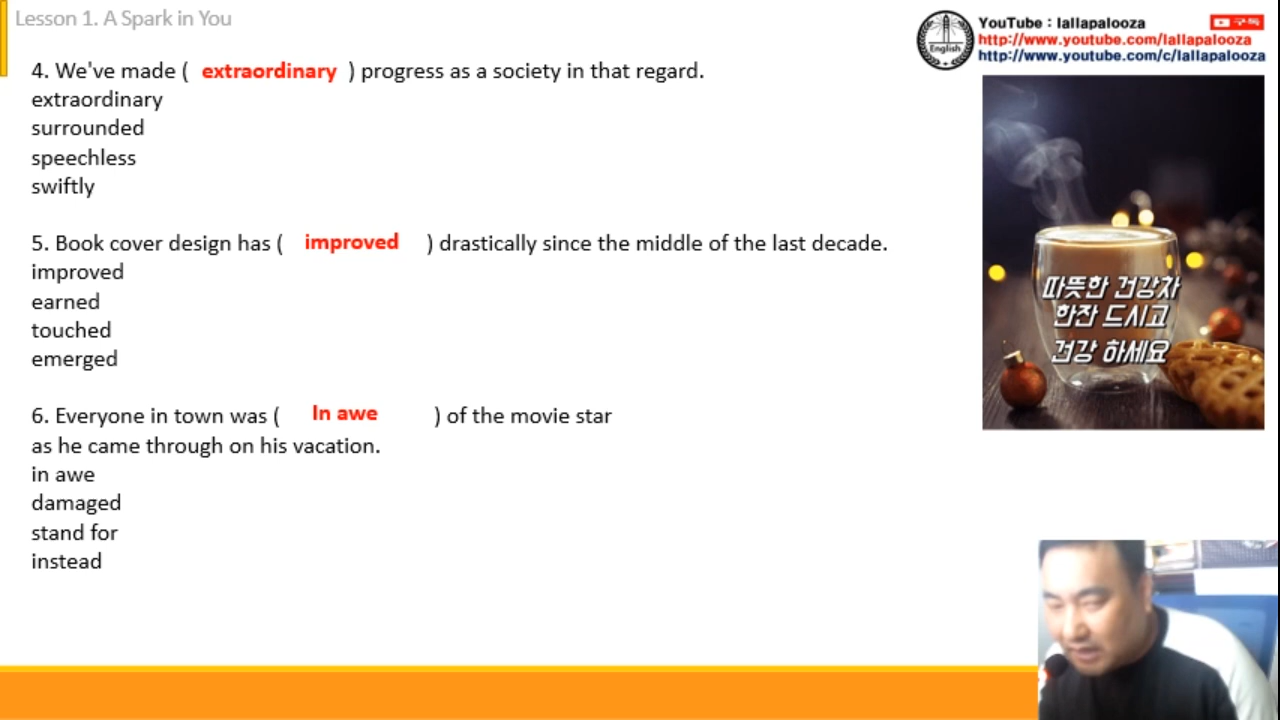 Lesson 1. A Spark in You
4. We've made ( extraordinary ) progress as a society in that regard.
extraordinary
surrounded
speechless
swiftly
5. Book cover design has ( improved ) drastically since the middle of the last decade.
improved
earned
touched
emerged
6. Everyone in town was ( In awe ) of the movie star
as he came through on his vacation.
in awe
damaged
stand for
instead
English
YouTube : lallapalooza
구독
http://www.youtube.com/lallapalooza
http://www.youtube.com/c/lallapalooza
따뜻한 건강차
한잔 드시고
건강 하세요